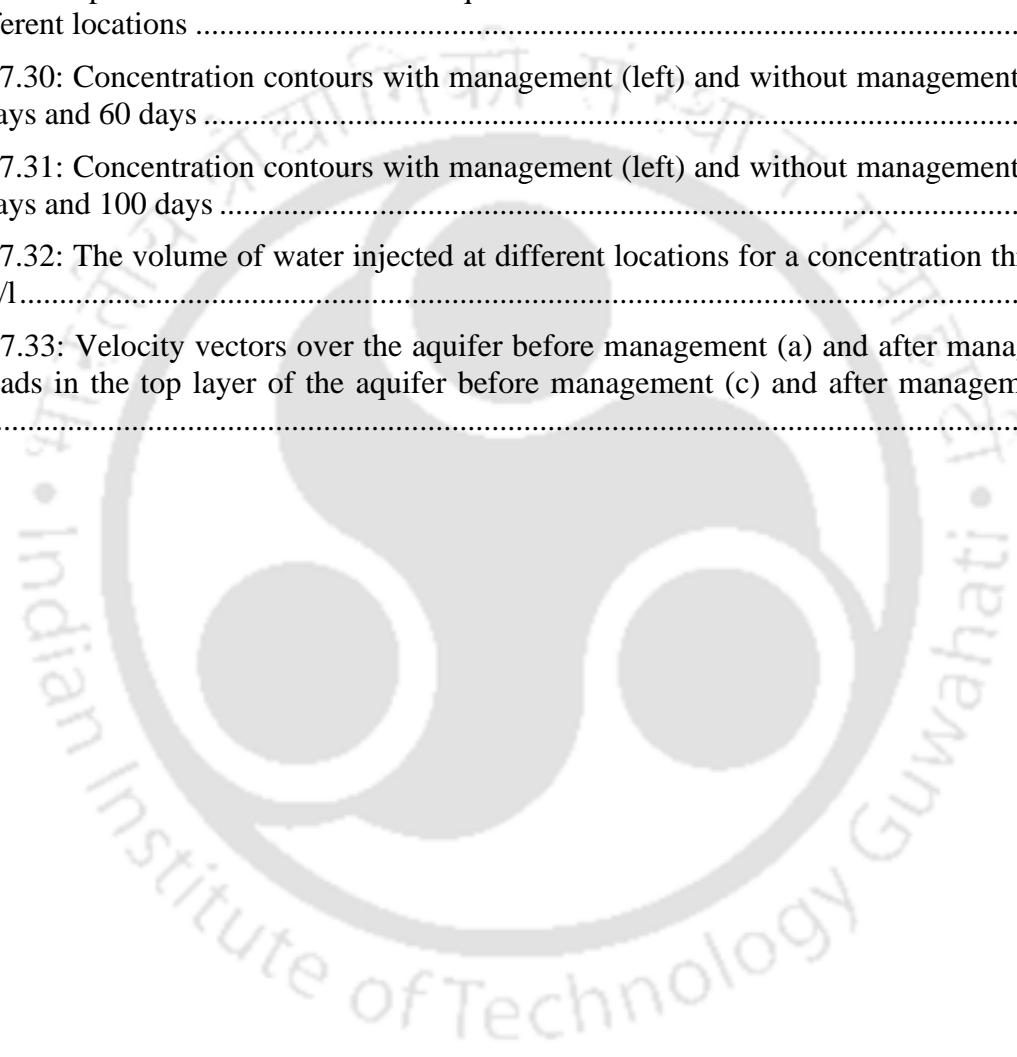 ferent locations ....................................................................................................
7.30: Concentration contours with management (left) and without management
ays and 60 days ....................................................................................................
7.31: Concentration contours with management (left) and without management
ays and 100 days ....................................................................................................
7.32: The volume of water injected at different locations for a concentration th
/l....................................................................................................
7.33: Velocity vectors over the aquifer before management (a) and after mana
ads in the top layer of the aquifer before management (c) and after managem
....................................................................................................
Indian Institute of Technology Guwahati